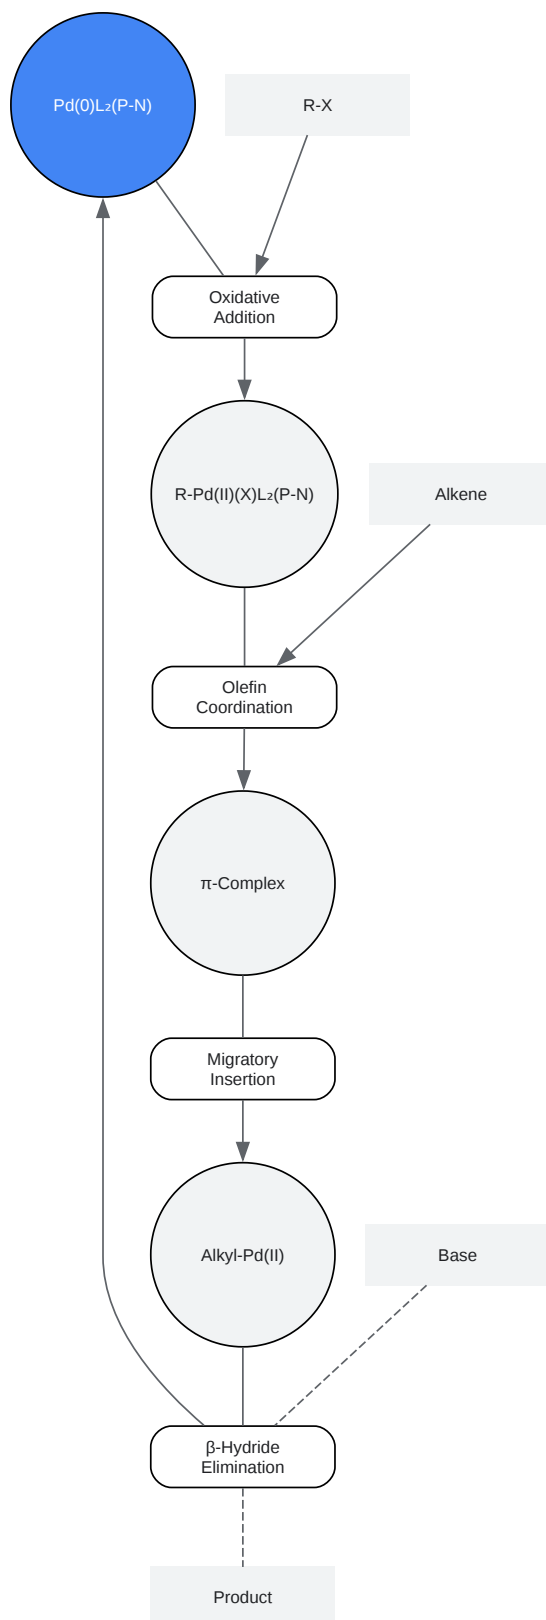 Pd(0)L₂(P-N)
R-X
Oxidative
Addition
R-Pd(II)(X)L₂(P-N)
Alkene
Olefin
Coordination
π-Complex
Migratory
Insertion
Alkyl-Pd(II)
Base
β-Hydride
Elimination
Product